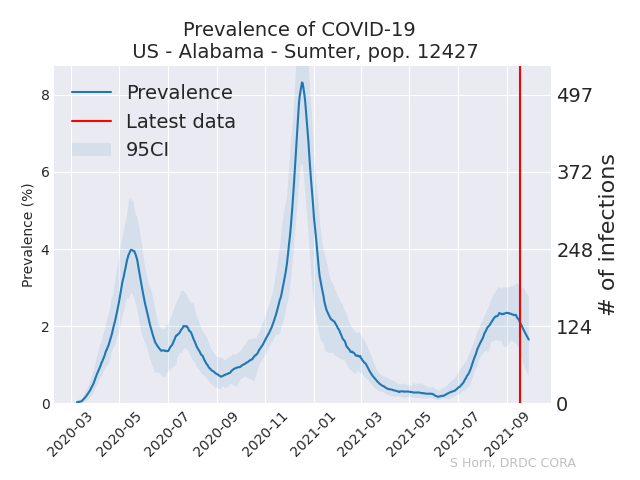 Prevalence of COVID-19
US - Alabama - Sumter, pop. 12427
Prevalence
Latest data
95CI
Prevalence (%)
8
6
4
2
0
497
372
248
124
0
# of infections
2020-03
2020-05
2020-07
2020-09
2020-11
2021-01
2021-03
2021-05
2021-07
2021-09
S Horn, DRDC CORA